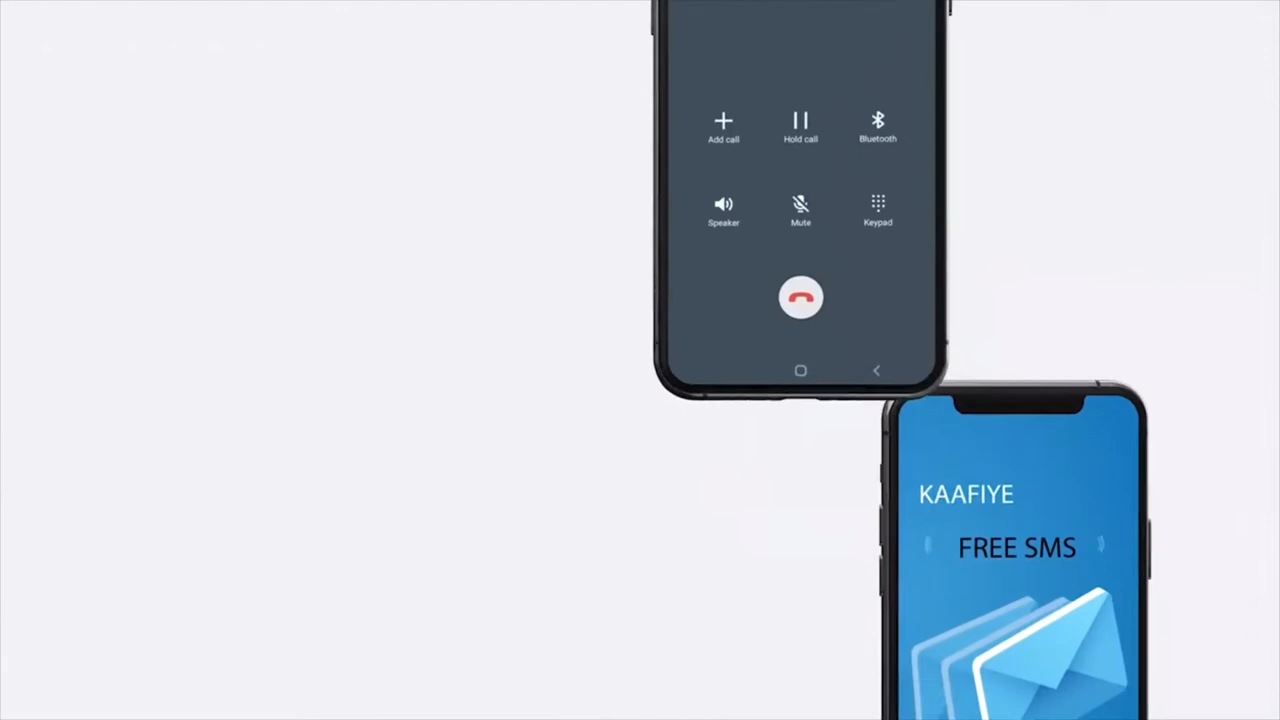 Add call Hold call Bluetooth
Speaker Mute Keypad
KAAFIYE
FREE SMS